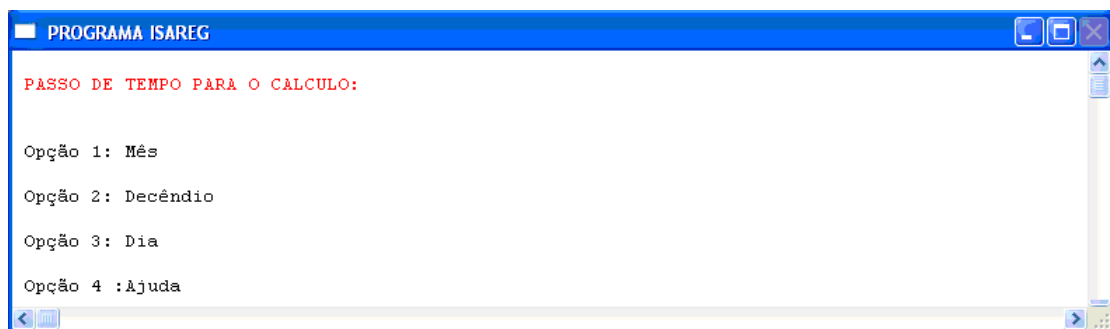 PROGRAMA ISAREG
PASSO DE TEMPO PARA O CALCULO:
Opção 1: Mês
Opção 2: Decêndio
Opção 3: Dia
Opção 4 :Ajuda